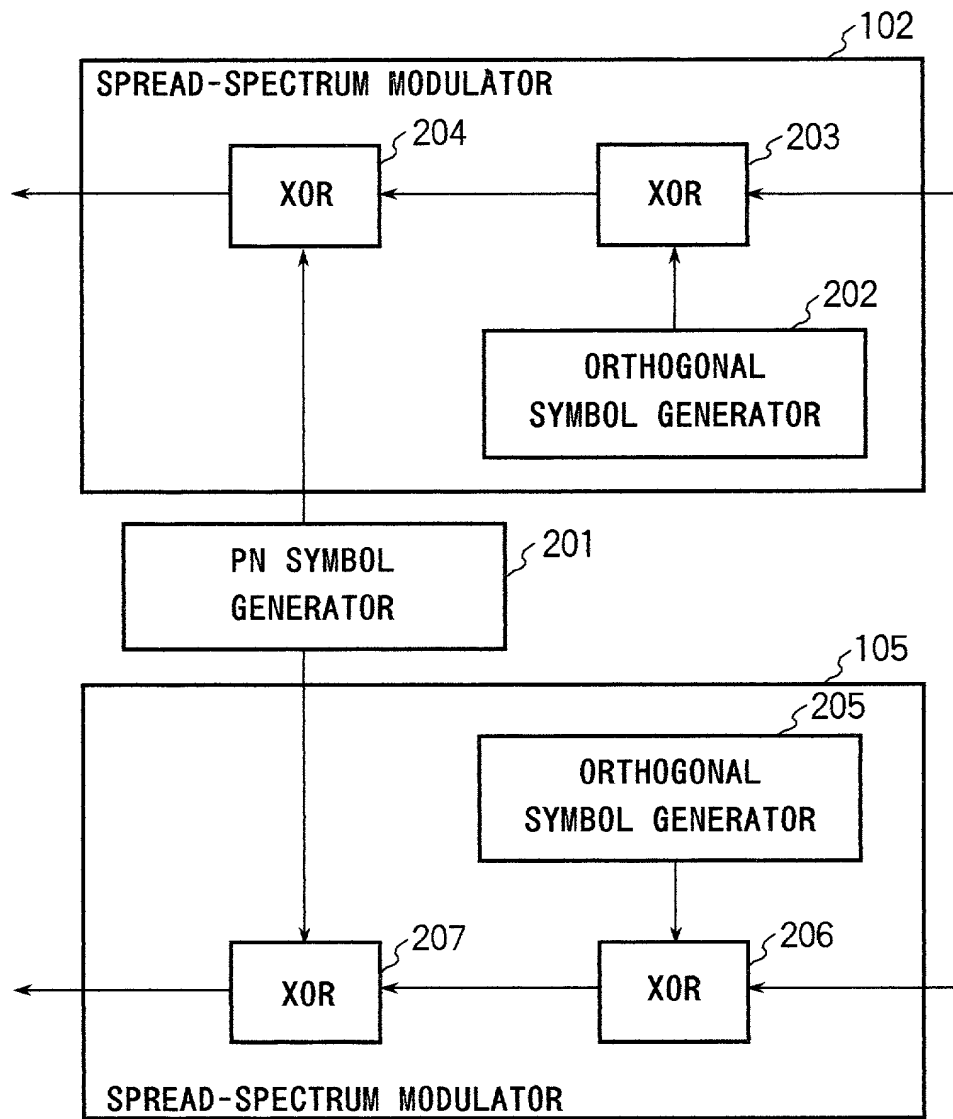 102
SPREAD-SPECTRUM MODULATOR
204
203
XOR
XOR
202
ORTHOGONAL
SYMBOL GENERATOR
PN SYMBOL
GENERATOR
201
105
205
ORTHOGONAL
SYMBOL GENERATOR
207
206
XOR
XOR
SPREAD-SPECTRUM MODULATOR